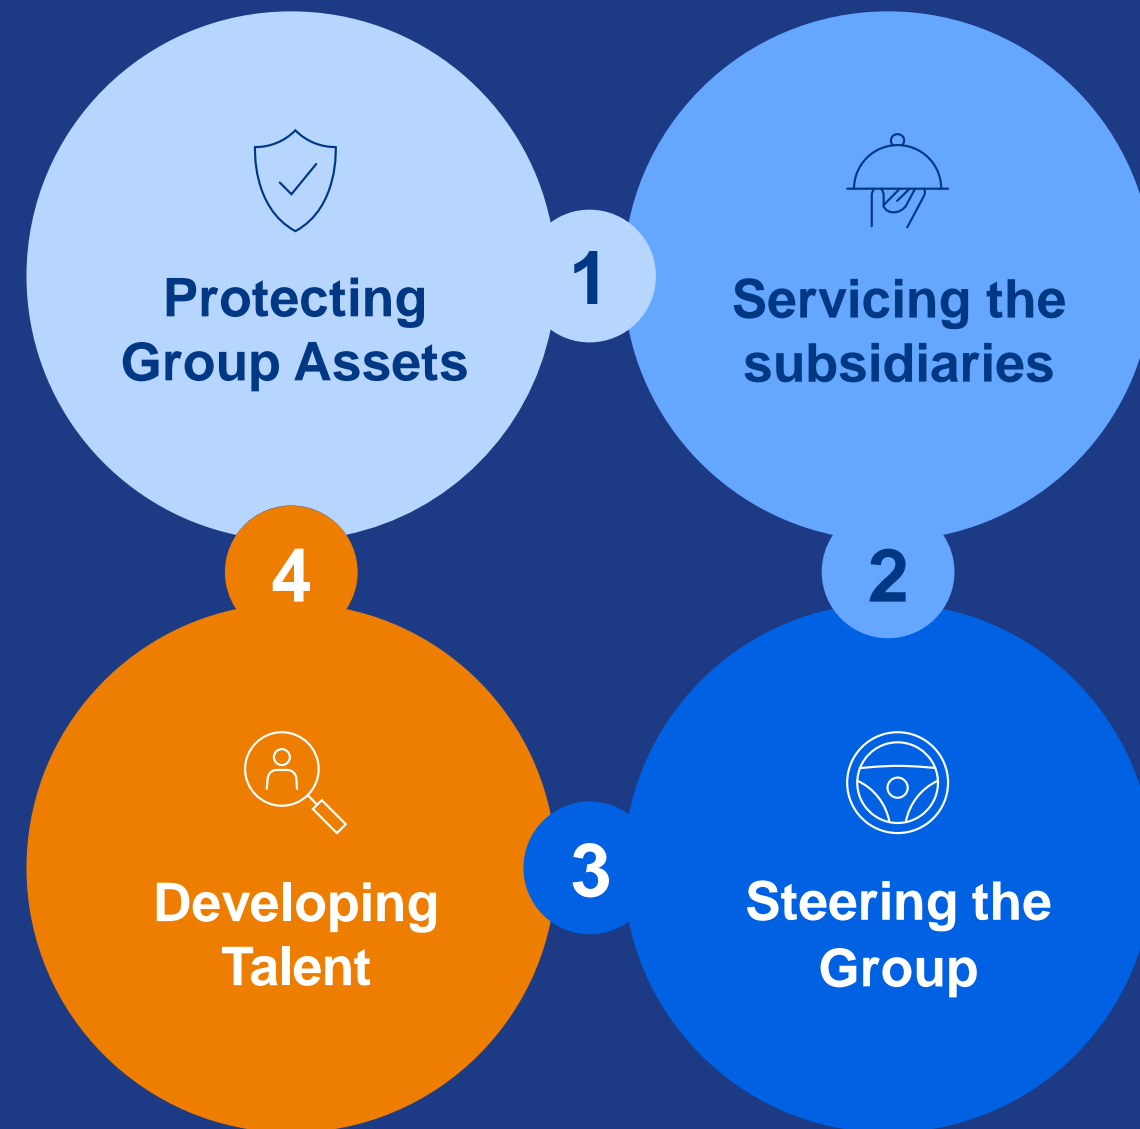 Protecting
Group Assets
1
Servicing the
subsidiaries
2
Steering the
Group
3
Developing
Talent
4